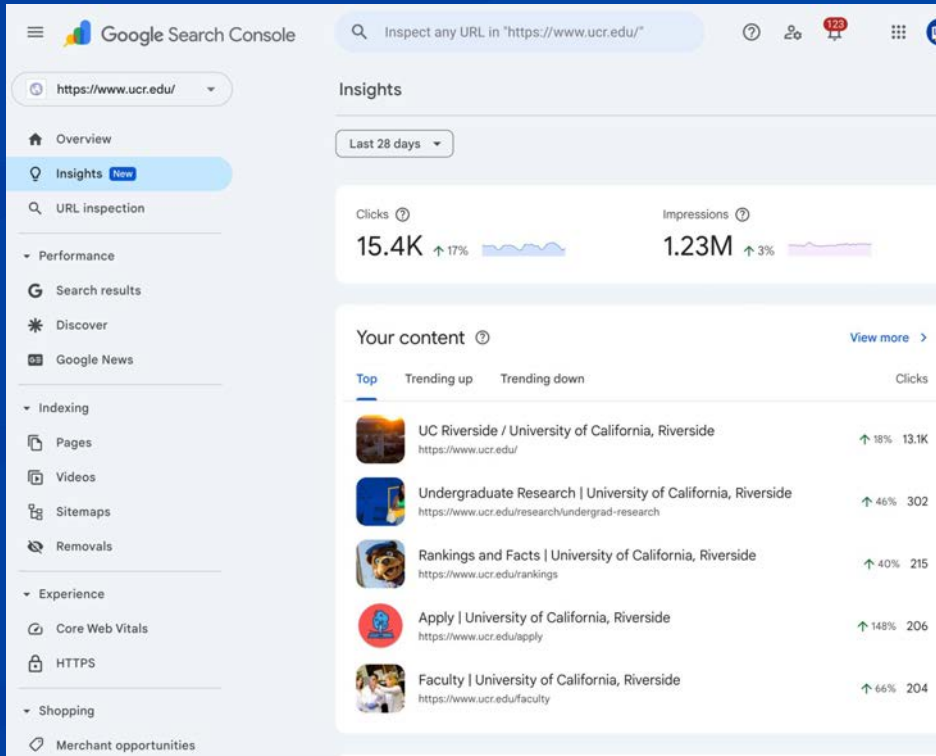 Google Search Console
Inspect any URL in "https://www.ucr.edu/"
123
https://www.ucr.edu/
Overview
Insights New
URL inspection
Performance
Search results
Discover
Google News
Indexing
Pages
Videos
Sitemaps
Removals
Experience
Core Web Vitals
HTTPS
Shopping
Merchant opportunities
Insights
Last 28 days
Clicks
15.4K 17%
Impressions
1.23M 3%
Your content
View more
Top Trending up Trending down Clicks
UC Riverside / University of California, Riverside
https://www.ucr.edu/
18% 13.1K
Undergraduate Research | University of California, Riverside
https://www.ucr.edu/research/undergrad-research
46% 302
Rankings and Facts | University of California, Riverside
https://www.ucr.edu/rankings
40% 215
Apply | University of California, Riverside
https://www.ucr.edu/apply
148% 206
Faculty | University of California, Riverside
https://www.ucr.edu/faculty
66% 204